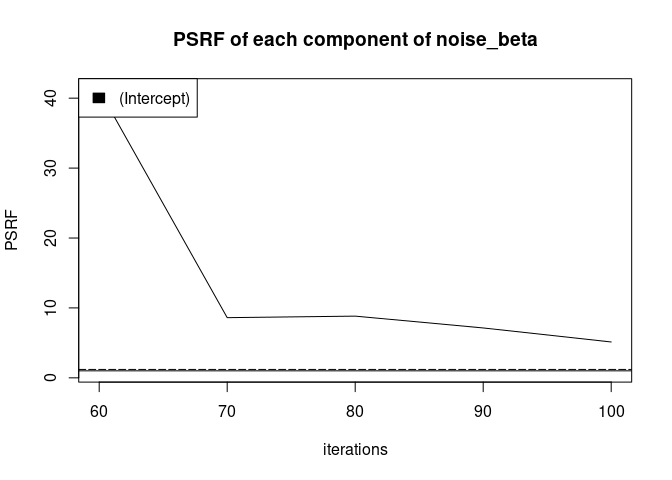 PSRF of each component of noise_beta
(Intercept)
PSRF
40
30
20
10
0
60 70 80 90 100
iterations